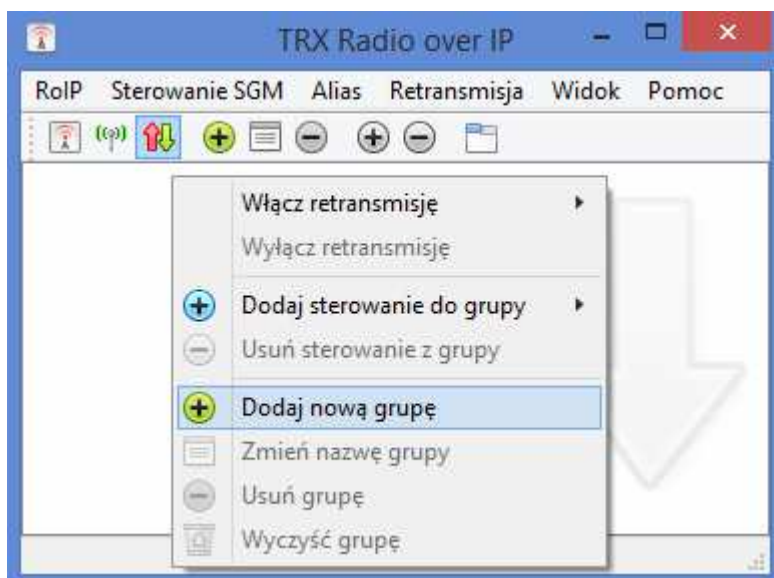 TRX Radio over IP
RoIP Sterowanie SGM Alias Retransmisja Widok Pomoc
Włącz retransmisję
Wyłącz retransmisję
Dodaj sterowanie do grupy
Usuń sterowanie z grupy
Dodaj nową grupę
Zmień nazwę grupy
Usuń grupę
Wyczyść grupę